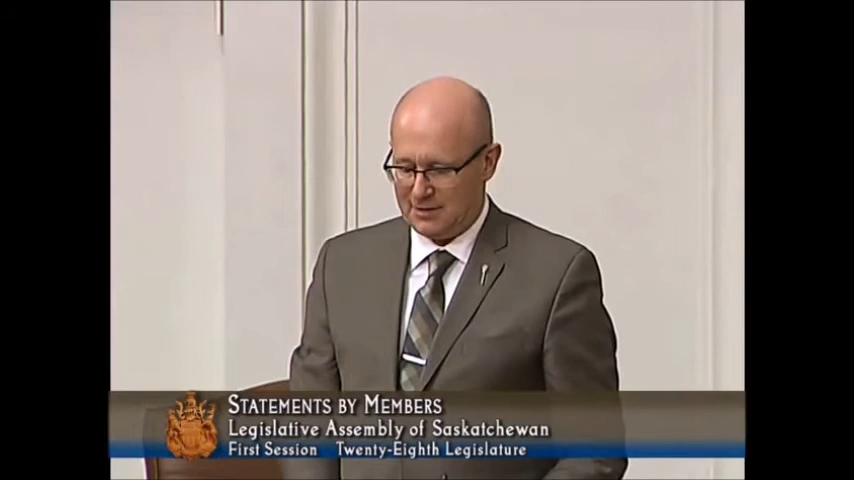 Statements by Members
Legislative Assembly of Saskatchewan
First Session Twenty-Eighth Legislature